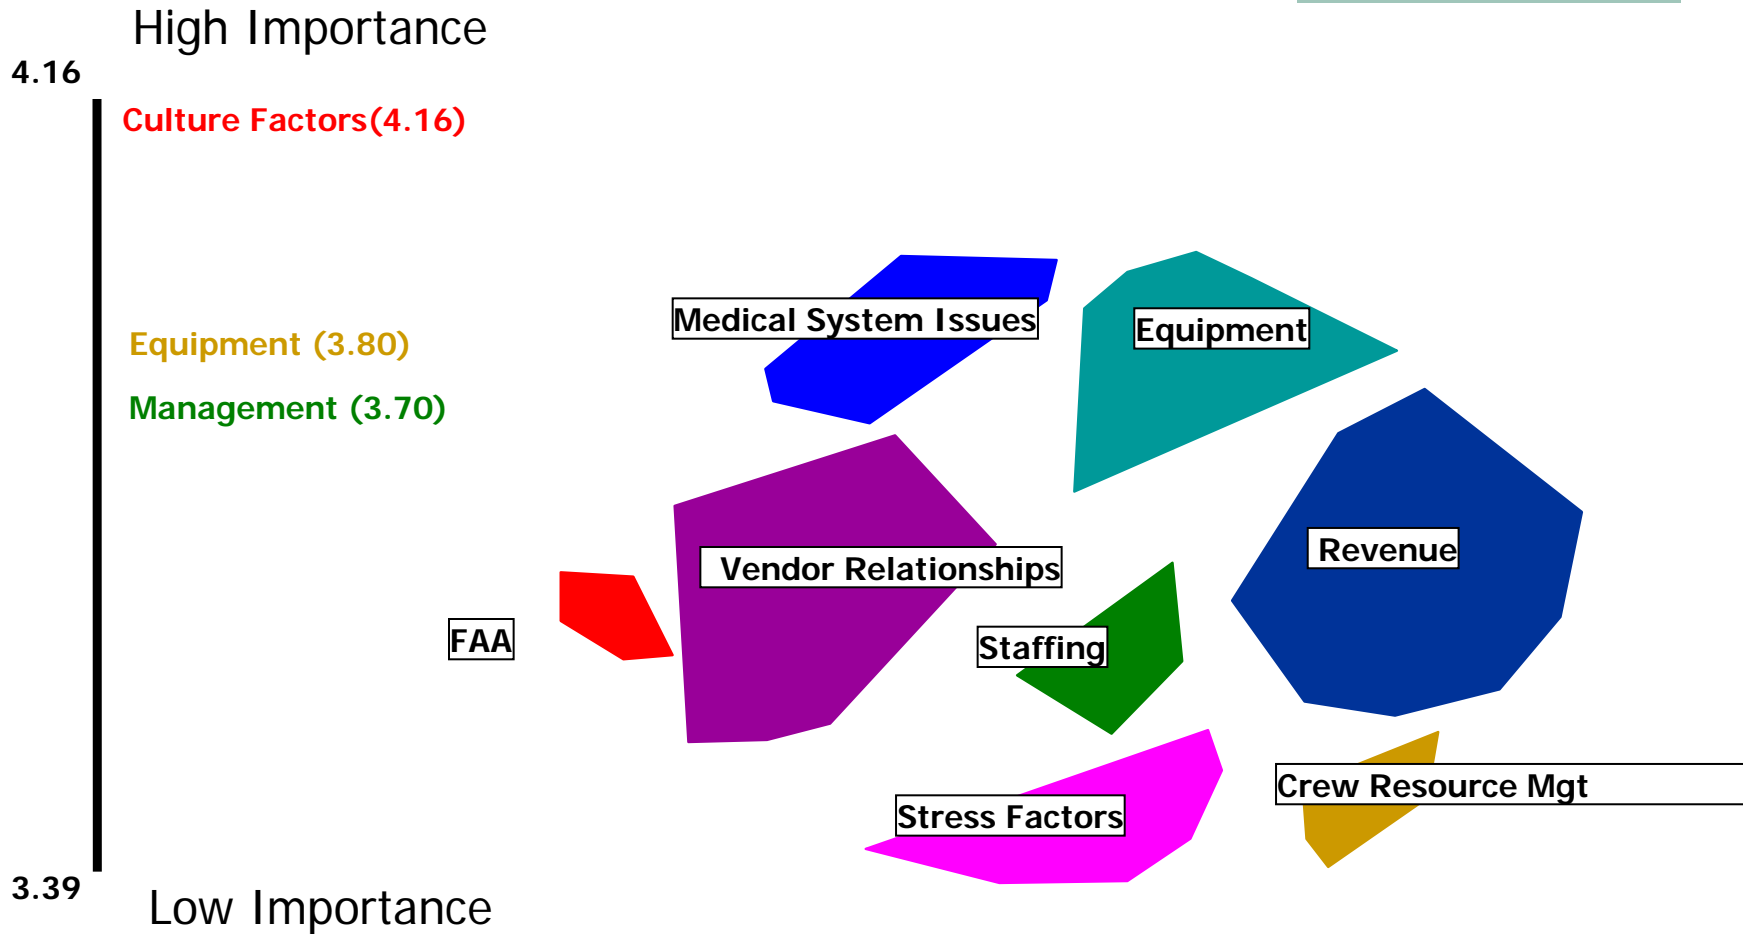 High Importance
4.16
Culture Factors(4.16)
Medical System Issues
Equipment
Equipment (3.80)
Management (3.70)
Revenue
Vendor Relationships
FAA
Staffing
Crew Resource Mgt
Stress Factors
3.39
Low Importance